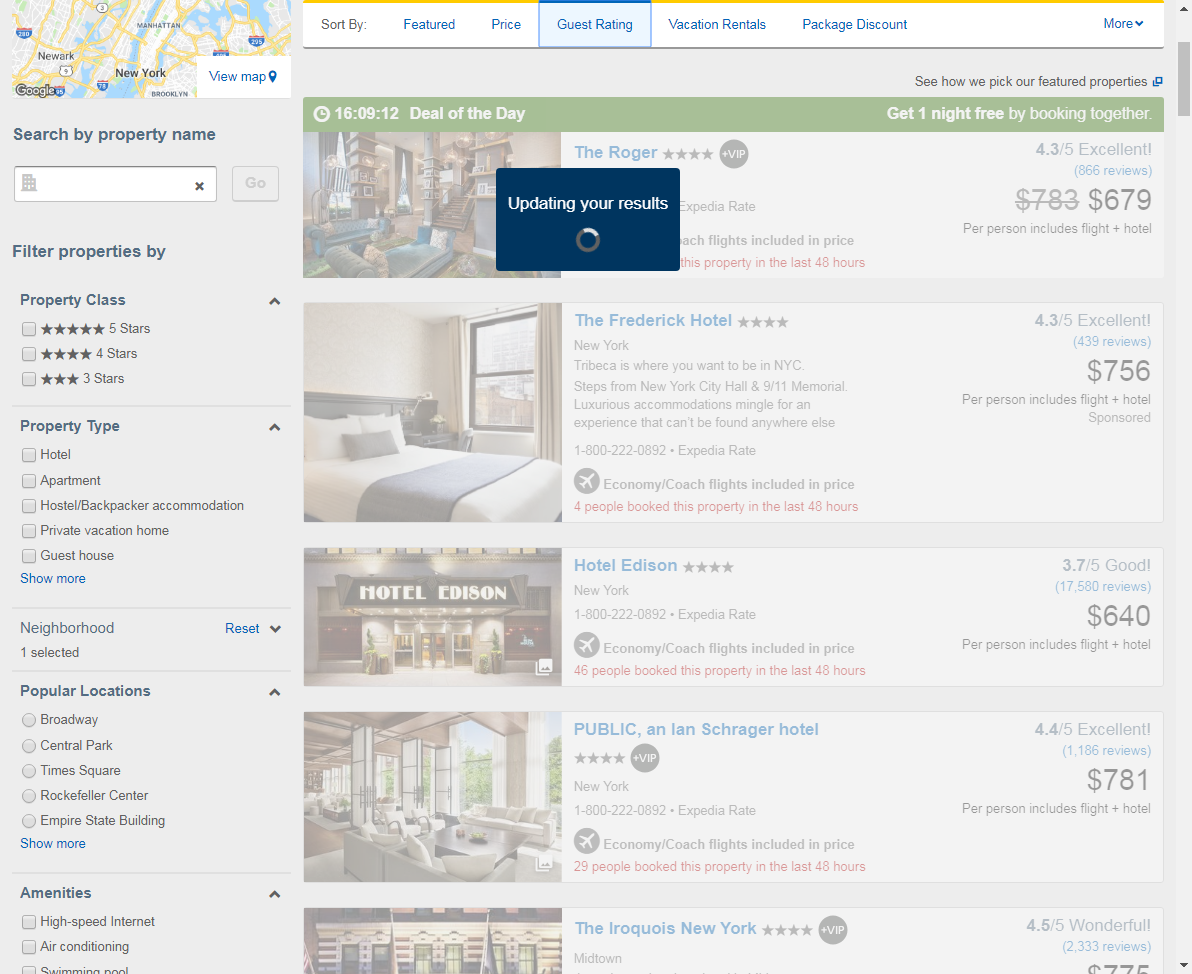 MANHATTAN
280
3
Newark
9
280
295
New York
78
95
BROOKLYN
Google
View map
Search by property name
Go
Filter properties by
Property Class
5 Stars
4 Stars
3 Stars
Property Type
Hotel
Apartment
Hostel/Backpacker accommodation
Private vacation home
Guest house
Show more
Neighborhood Reset
1 selected
Popular Locations
Broadway
Central Park
Times Square
Rockefeller Center
Empire State Building
Show more
Amenities
High-speed Internet
Air conditioning
Swimming pool
Sort By: Featured Price Guest Rating Vacation Rentals Package Discount More
See how we pick our featured properties
16:09:12 Deal of the Day Get 1 night free by booking together.
The Roger +VIP
4.3/5 Excellent!
(866 reviews)
$783 $679
Per person includes flight + hotel
Updating your results
Expedia Rate
flights included in price
this property in the last 48 hours
The Frederick Hotel
New York
Tribeca is where you want to be in NYC.
Steps from New York City Hall & 9/11 Memorial.
Luxurious accommodations mingle for an
experience that can't be found anywhere else
1-800-222-0892 • Expedia Rate
Economy/Coach flights included in price
4 people booked this property in the last 48 hours
4.3/5 Excellent!
(439 reviews)
$756
Per person includes flight + hotel
Sponsored
HOTEL EDISON
Hotel Edison
New York
1-800-222-0892 • Expedia Rate
Economy/Coach flights included in price
46 people booked this property in the last 48 hours
3.7/5 Good!
(17,580 reviews)
$640
Per person includes flight + hotel
PUBLIC, an Ian Schrager hotel
+VIP
New York
1-800-222-0892 • Expedia Rate
Economy/Coach flights included in price
29 people booked this property in the last 48 hours
4.4/5 Excellent!
(1,186 reviews)
$781
Per person includes flight + hotel
The Iroquois New York +VIP
Midtown
4.5/5 Wonderful!
(2,333 reviews)
$775